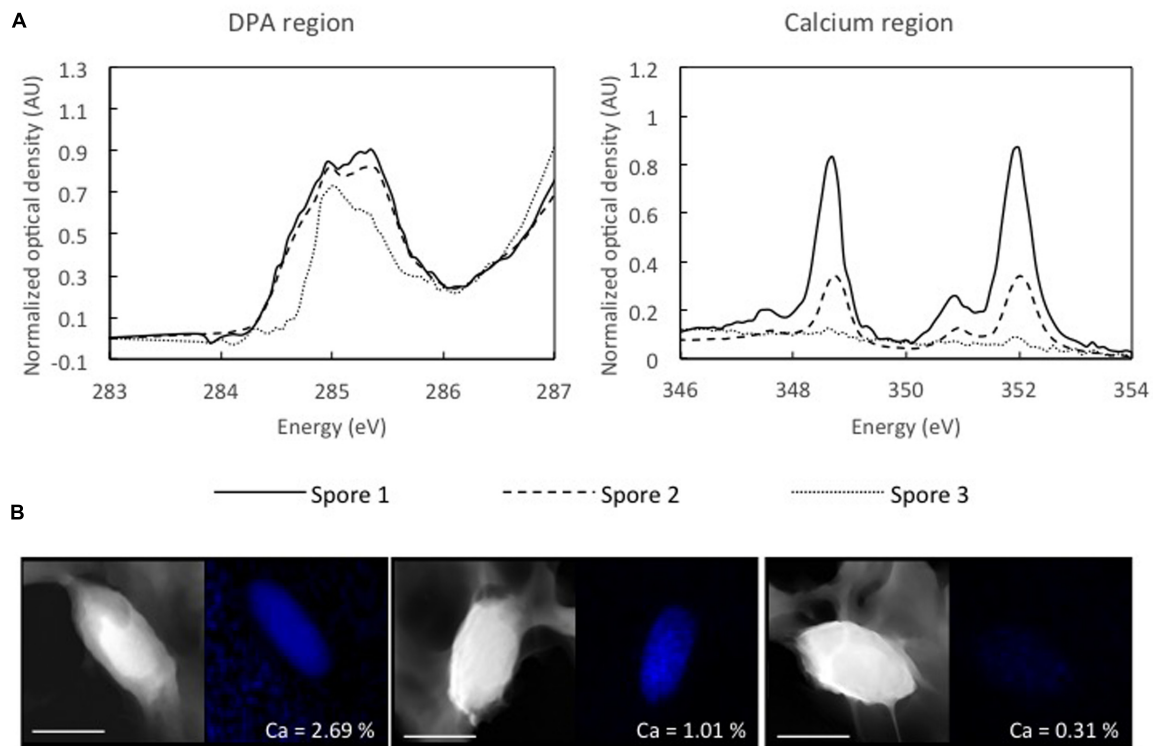 A
DPA region
Calcium region
Normalized optical density (AU)
1.3
1.1
0.9
0.7
0.5
0.3
0.1
-0.1
283
284
285
286
287
Energy (eV)
Normalized optical density (AU)
1.2
1
0.8
0.6
0.4
0.2
0
346
348
350
352
354
Energy (eV)
Spore 1
Spore 2
Spore 3
B
Ca = 2.69 %
Ca = 1.01 %
Ca = 0.31 %